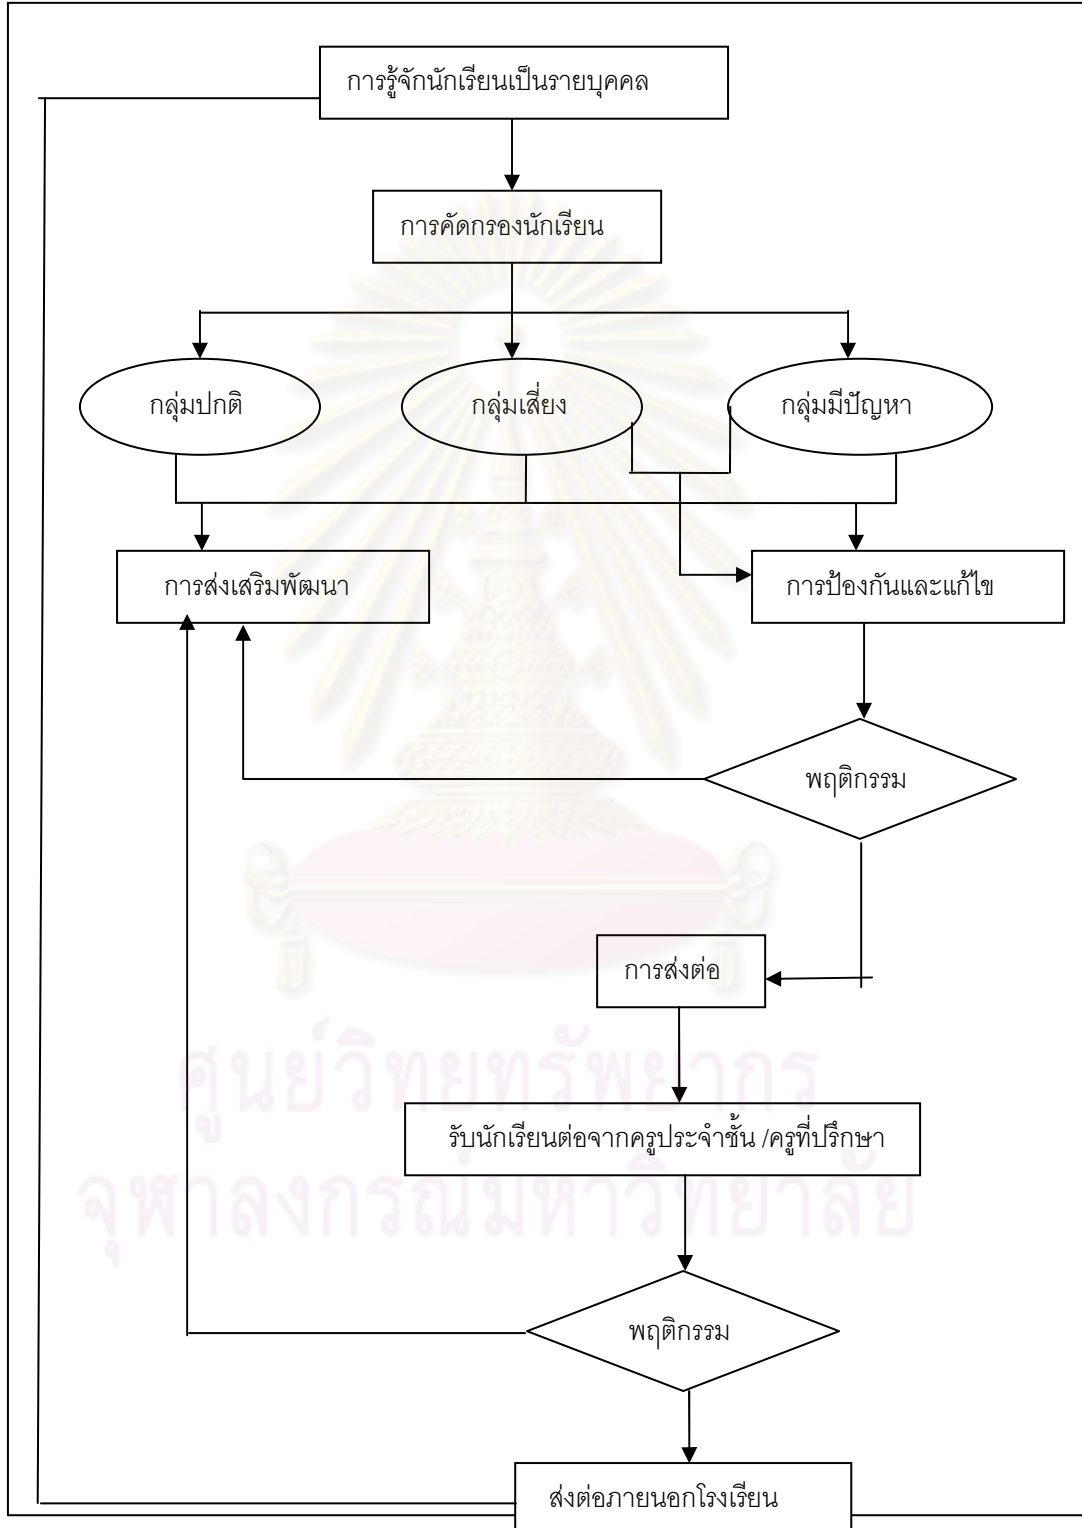 การรู้จักนักเรียนเป็นรายบุคคล
การคัดกรองนักเรียน
กลุ่มปกติ
กลุ่มเสี่ยง
กลุ่มมีปัญหา
การส่งเสริมพัฒนา
การป้องกันและแก้ไข
พฤติกรรม
การส่งต่อ
ศูนย์วิทยทรัพยากร
รับนักเรียนต่อจากครูประจำชั้น /ครูที่ปรึกษา
จุฬาลงกรณ์มหาวิทยาลัย
พฤติกรรม
ส่งต่อภายนอกโรงเรียน